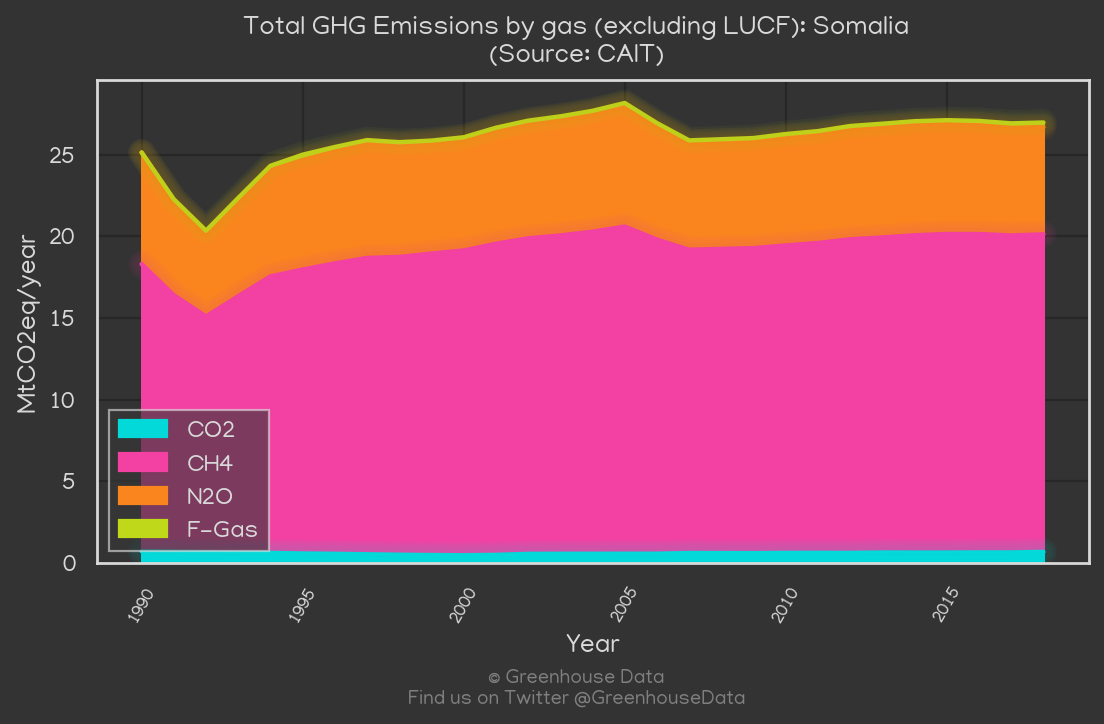 Total GHG Emissions by gas (excluding LUCF): Somalia
(Source: CAIT)
MtCO2eq/year
25
20
15
10
5
0
CO2
CH4
N2O
F-Gas
1990
1995
2000
2005
2010
2015
Year
© Greenhouse Data
Find us on Twitter @GreenhouseData